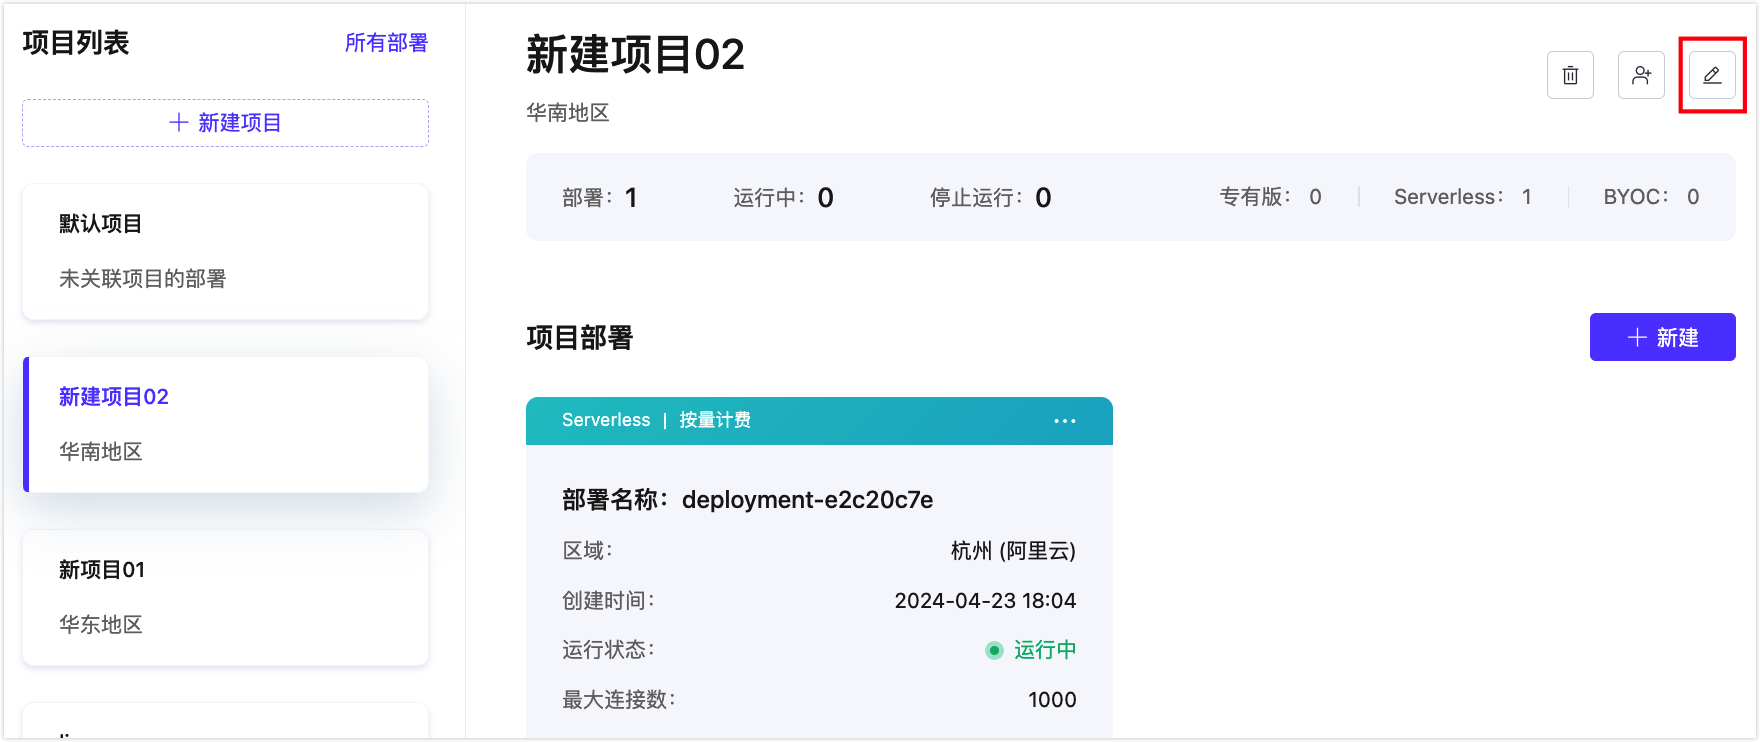 项目列表
所有部署
新建项目
默认项目
未关联项目的部署
新建项目02
华南地区
新项目01
华东地区
新建项目02
华南地区
部署：1
运行中：0
停止运行：0
专有版：0
Serverless：1
BYOC：0
项目部署
新建
Serverless | 按量计费
部署名称：deployment-e2c20c7e
区域： 杭州 (阿里云)
创建时间： 2024-04-23 18:04
运行状态： 运行中
最大连接数： 1000